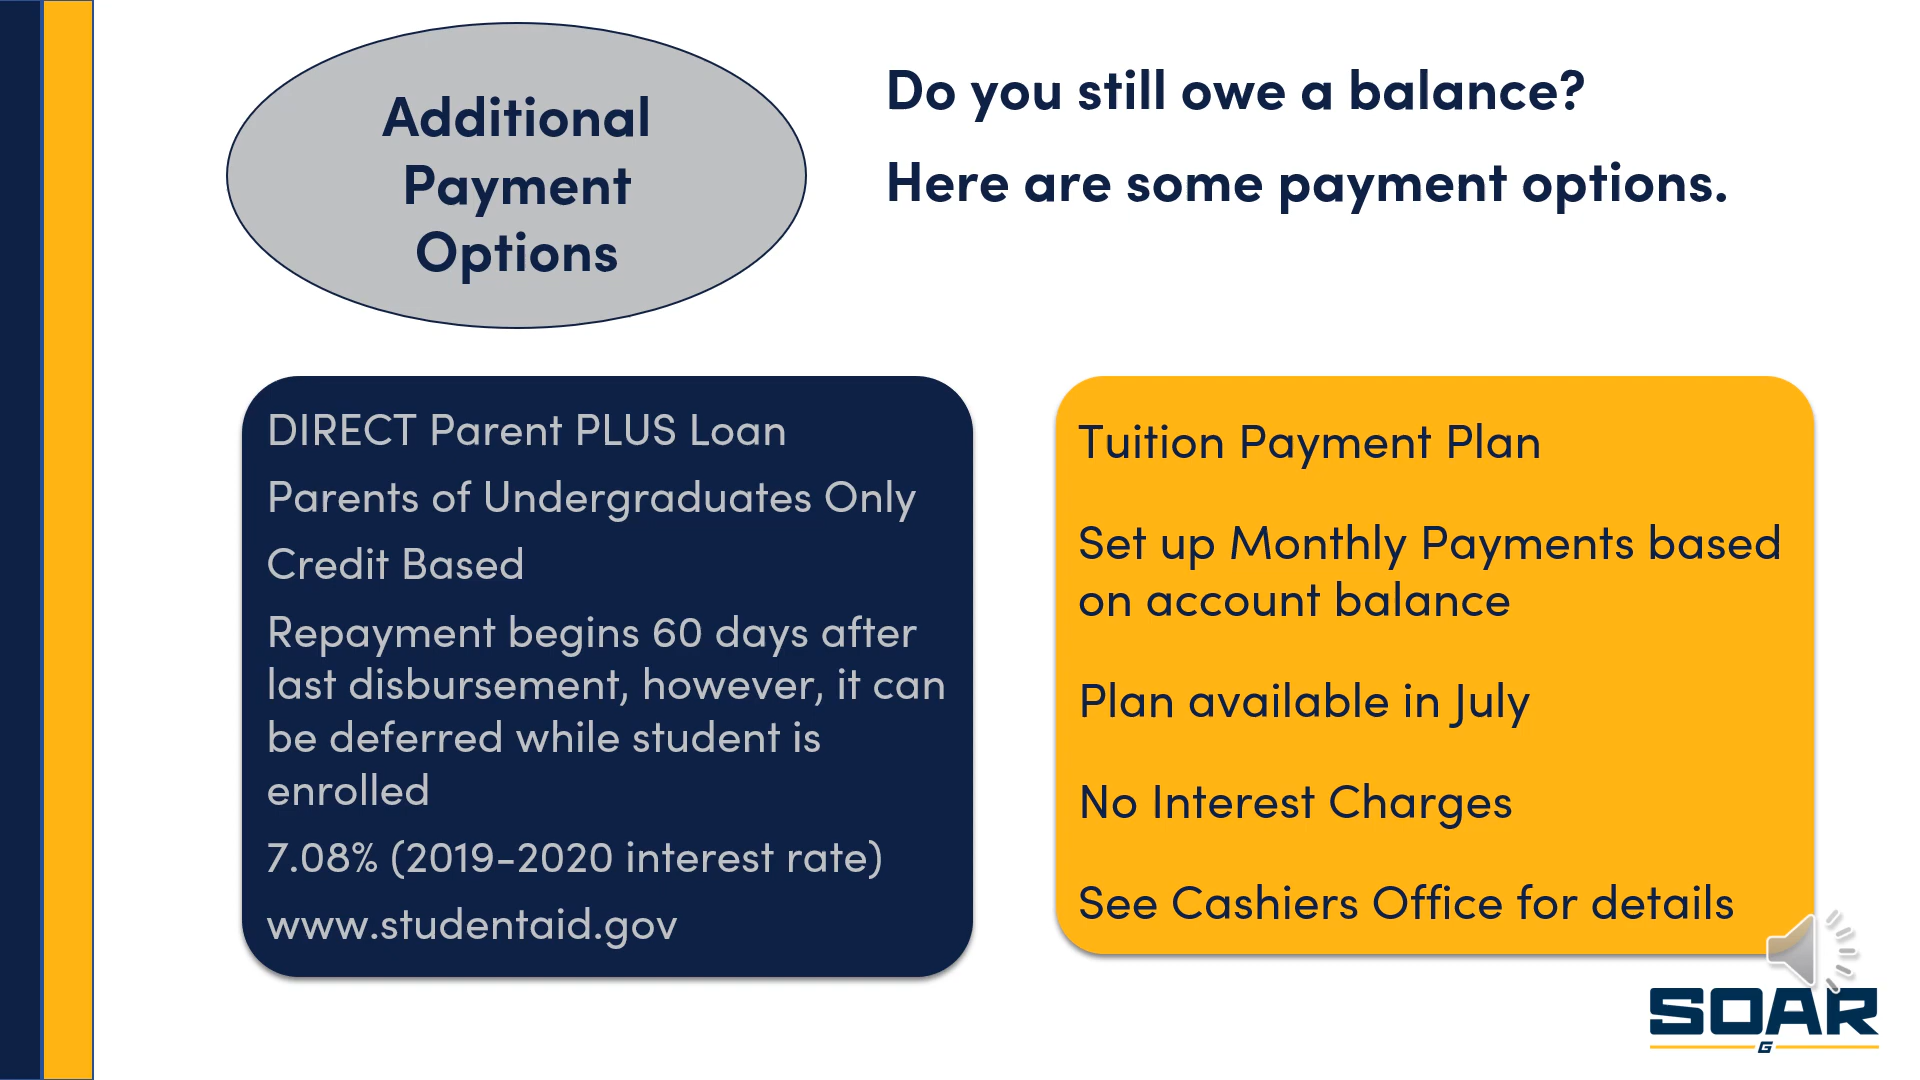 Additional
Payment
Options
Do you still owe a balance?
Here are some payment options.
DIRECT Parent PLUS Loan
Parents of Undergraduates Only
Credit Based
Repayment begins 60 days after
last disbursement, however, it can
be deferred while student is
enrolled
7.08% (2019-2020 interest rate)
www.studentaid.gov
Tuition Payment Plan
Set up Monthly Payments based
on account balance
Plan available in July
No Interest Charges
See Cashiers Office for details
SOAR
G